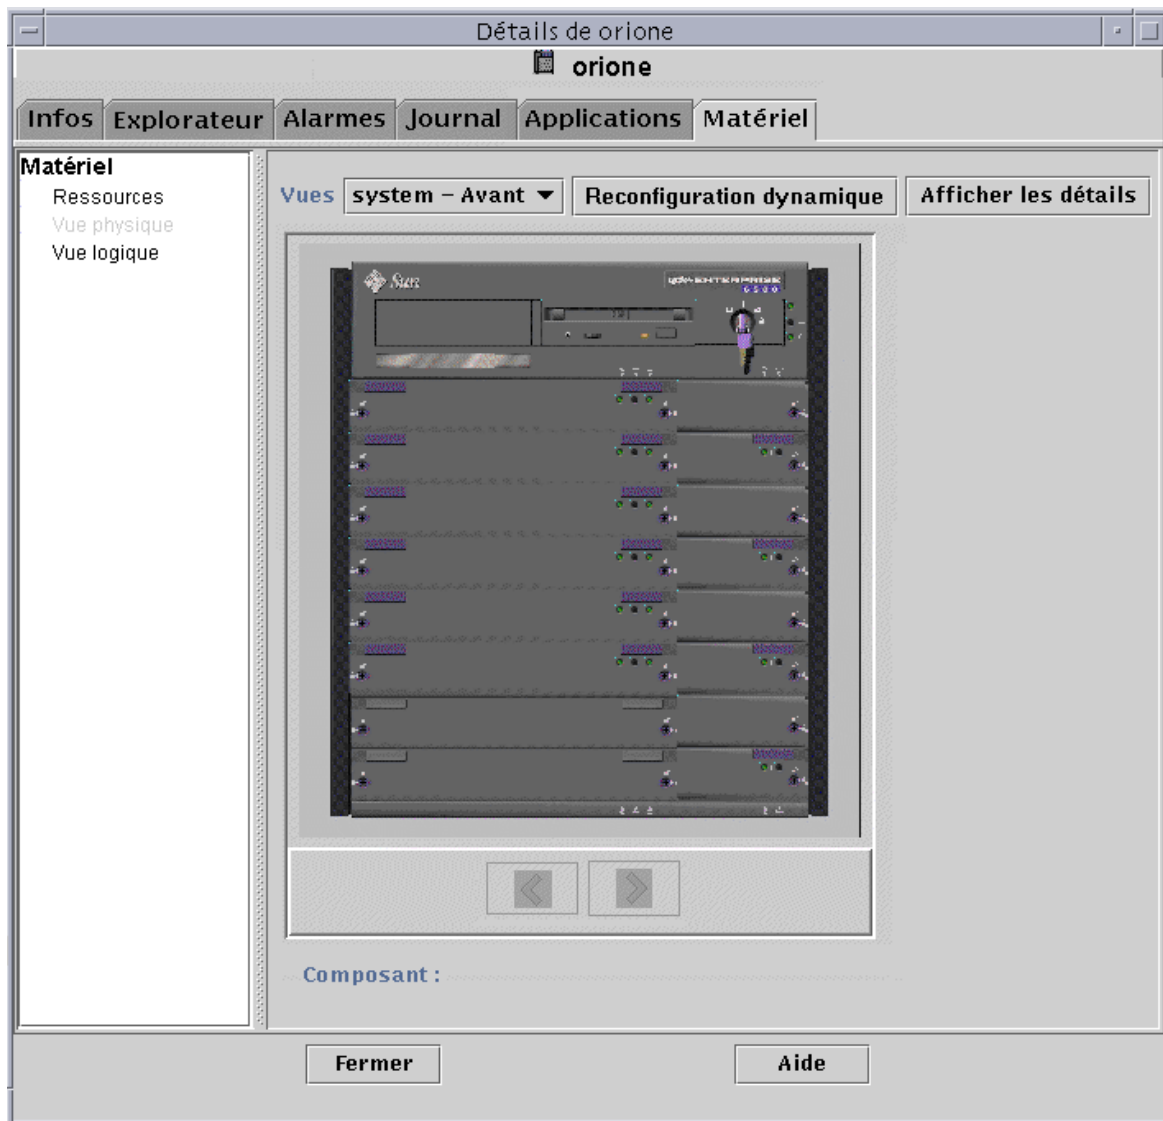 Détails de orione
orione
Infos Explorateur Alarmes Journal Applications Matériel
Matériel
Ressources
Vue physique
Vue logique
Vues system – Avant Reconfiguration dynamique Afficher les détails
Sun
Composant :
Fermer Aide